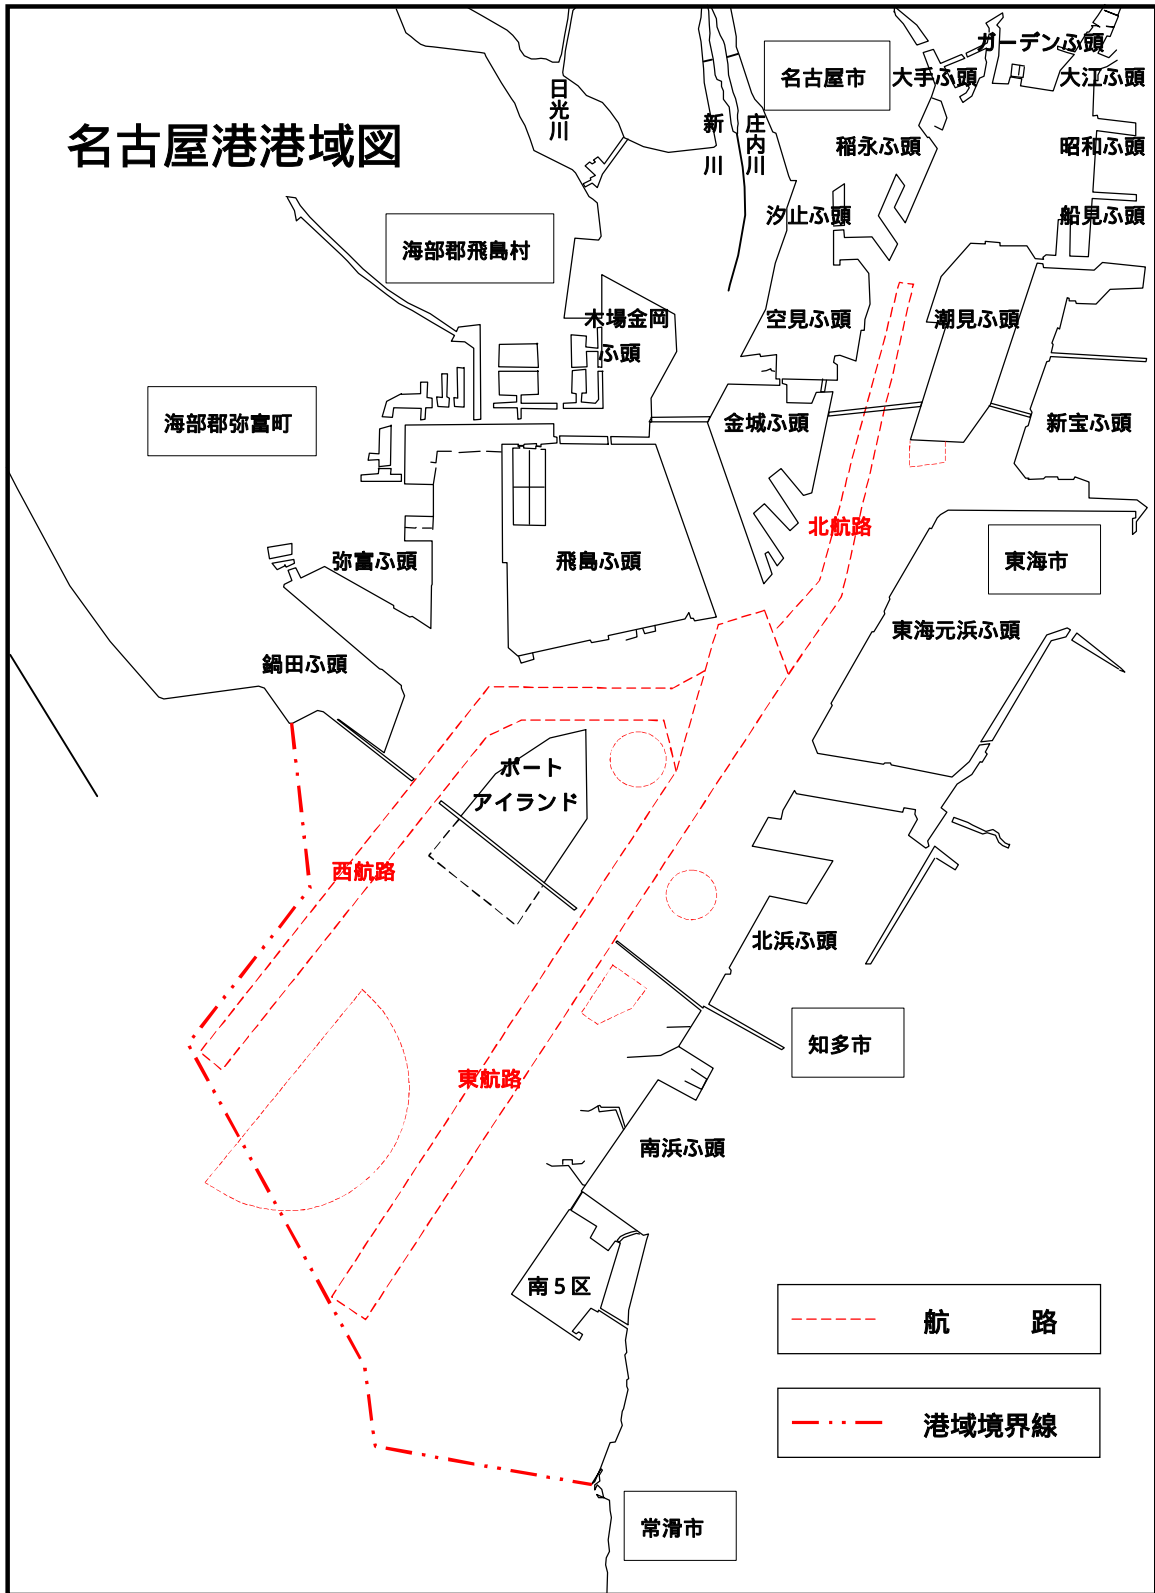 名古屋港港域図
ガーデンふ頭
名古屋市
大手ふ頭
大江ふ頭
日光川
新川
庄内川
稲永ふ頭
昭和ふ頭
汐止ふ頭
船見ふ頭
海部郡飛島村
木場金岡
ふ頭
空見ふ頭
潮見ふ頭
海部郡弥富町
金城ふ頭
新宝ふ頭
北航路
弥富ふ頭
飛島ふ頭
東海市
東海元浜ふ頭
鍋田ふ頭
ポート
アイランド
西航路
北浜ふ頭
知多市
東航路
南浜ふ頭
南5区
航　路
港域境界線
常滑市